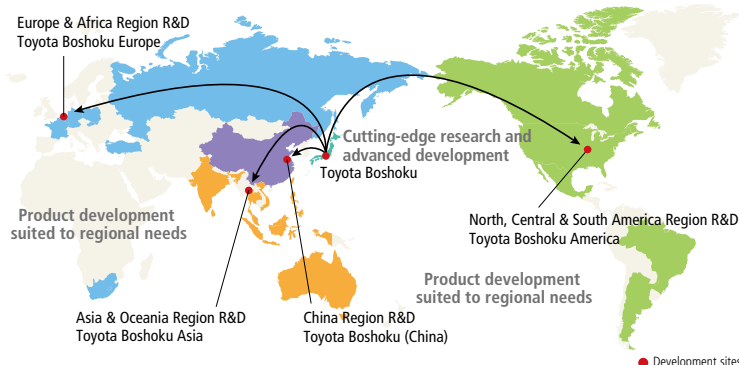 Europe & Africa Region R&D
Toyota Boshoku Europe
Cutting-edge research and
advanced development
Toyota Boshoku
Product development
suited to regional needs
North, Central & South America Region R&D
Toyota Boshoku America
Product development
suited to regional needs
Asia & Oceania Region R&D
Toyota Boshoku Asia
China Region R&D
Toyota Boshoku (China)
Development sites